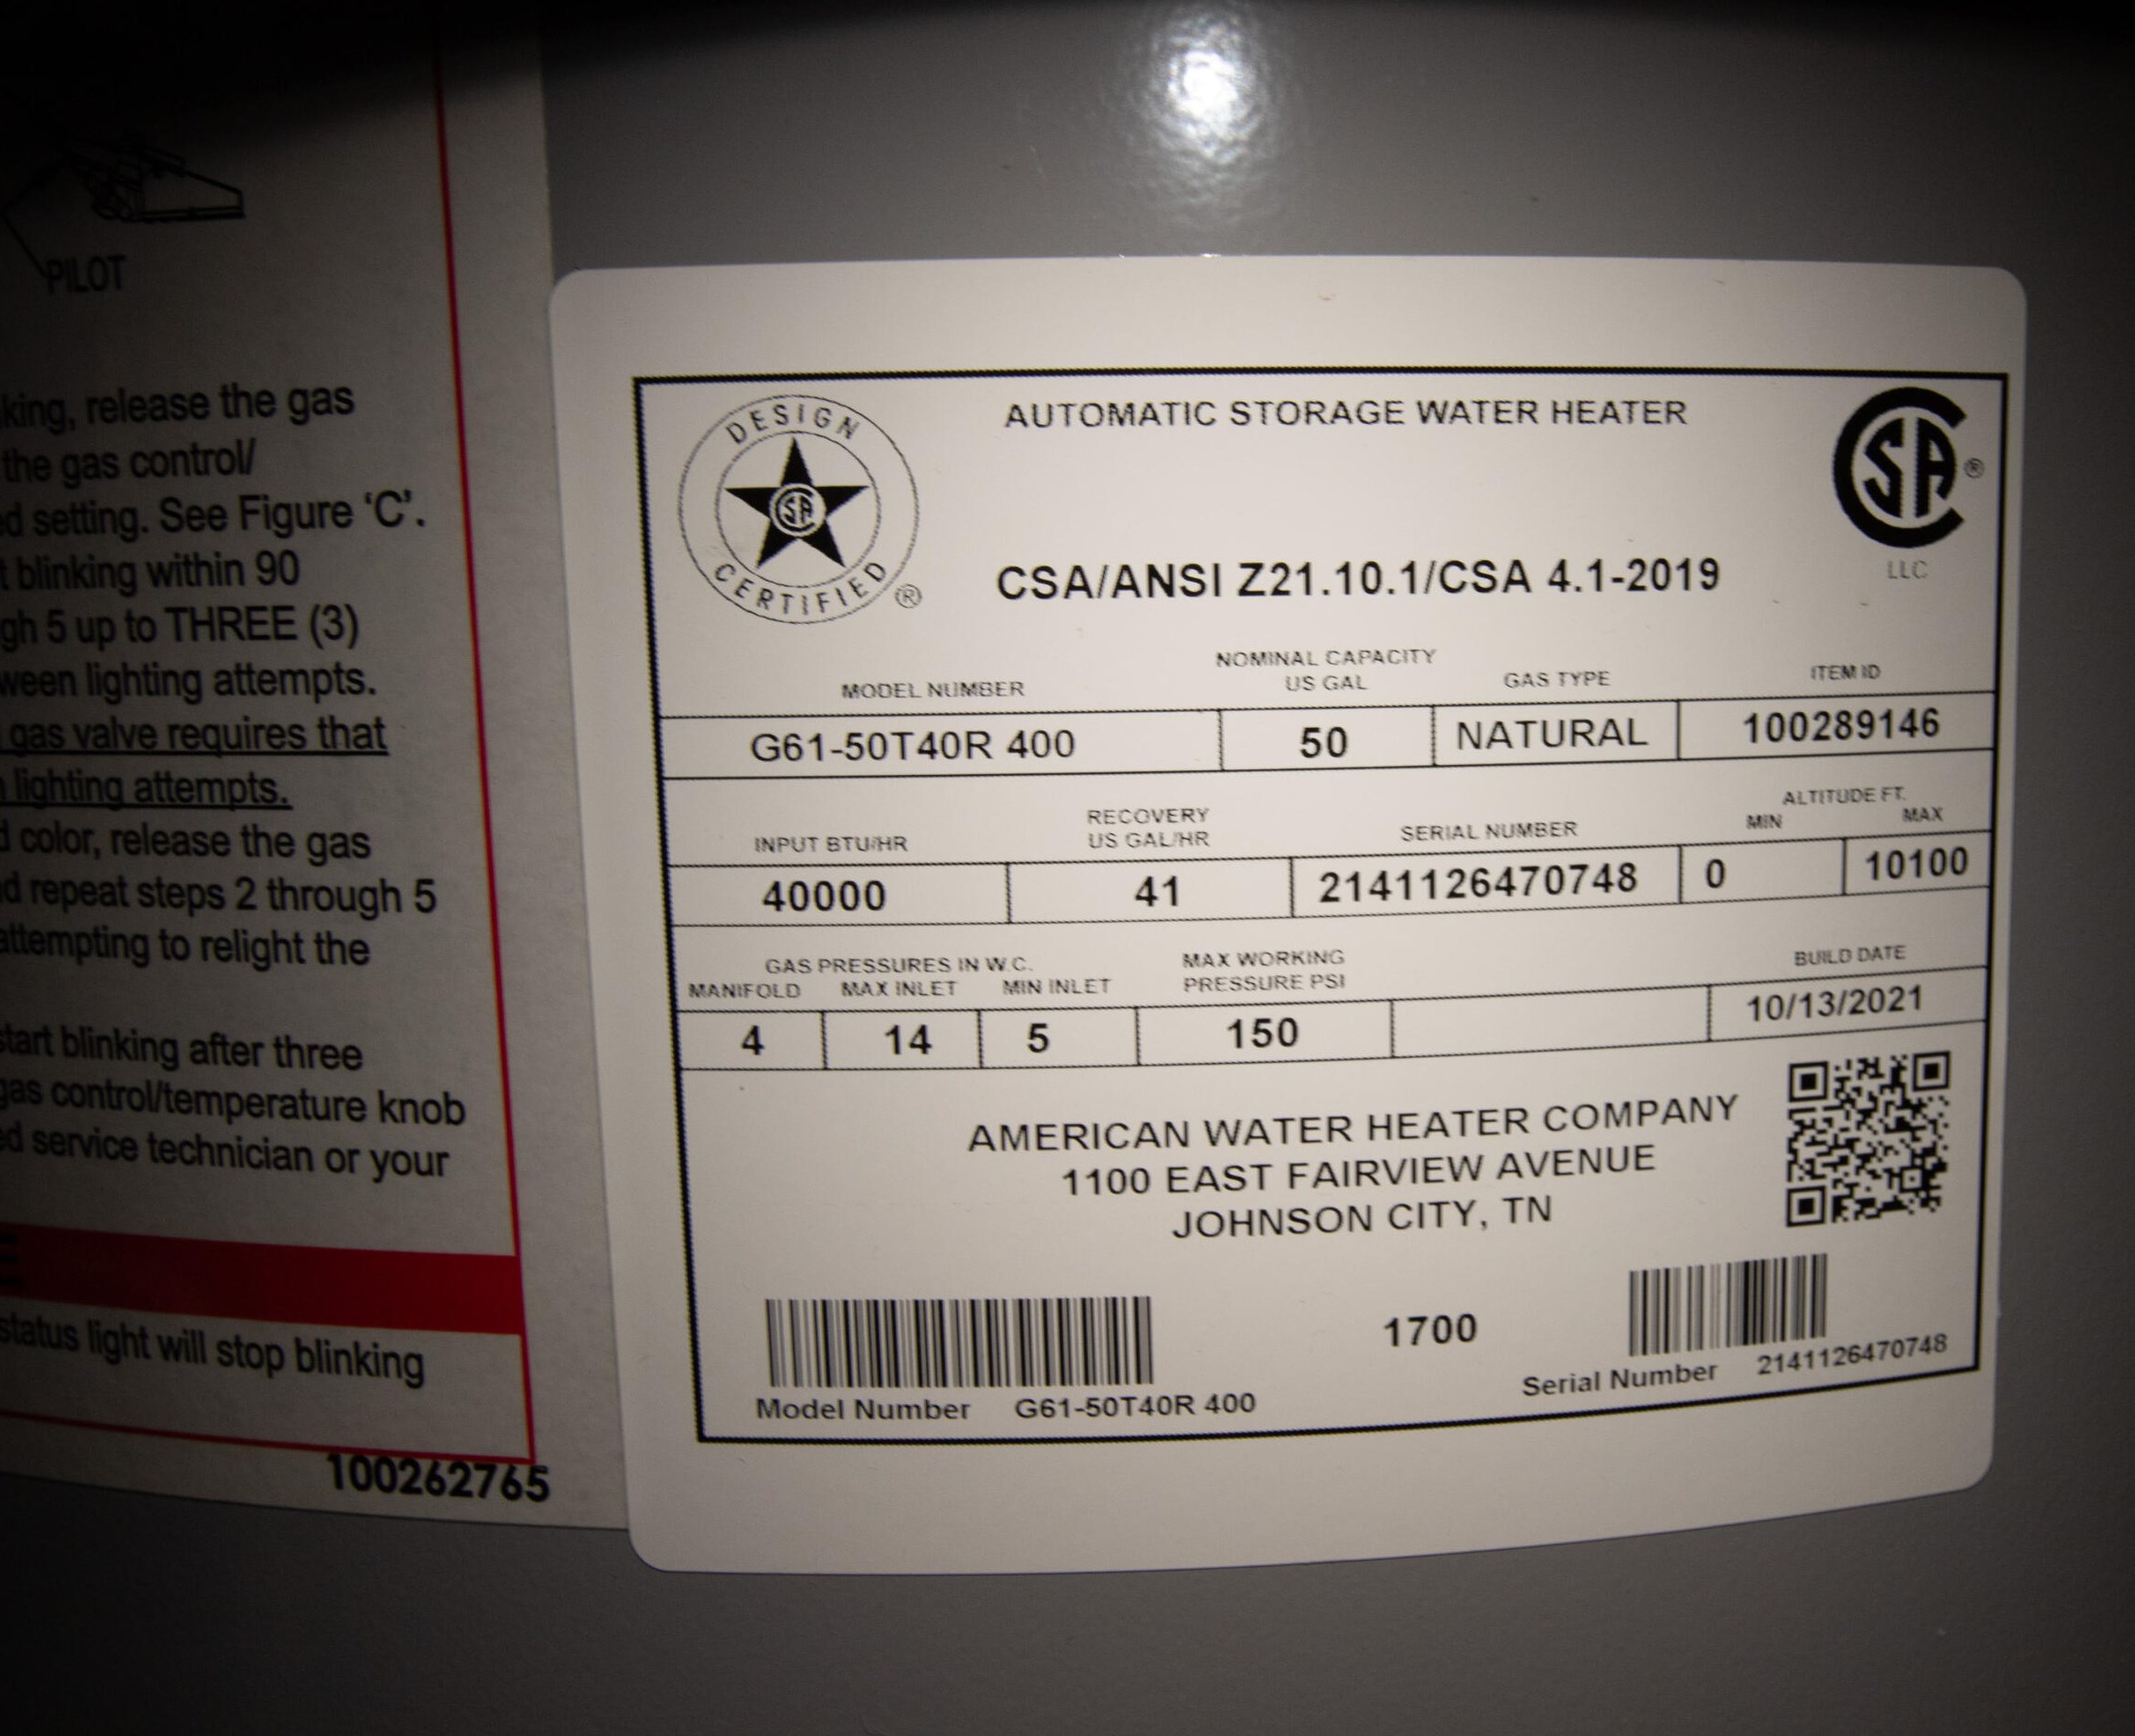 PILOT
king, release the gas
the gas control/
ed setting. See Figure ‘C’.
t blinking within 90
gh 5 up to THREE (3)
ween lighting attempts.
gas valve requires that
lighting attempts.
d color, release the gas
d repeat steps 2 through 5
attempting to relight the
start blinking after three
gas control/temperature knob
ed service technician or your
status light will stop blinking
100262765
DESIGN
CSA
CERTIFIED ®
AUTOMATIC STORAGE WATER HEATER
CSA ®
LLC
CSA/ANSI Z21.10.1/CSA 4.1-2019
MODEL NUMBER NOMINAL CAPACITY US GAL GAS TYPE ITEM ID
G61-50T40R 400 50 NATURAL 100289146
INPUT BTU/HR RECOVERY US GAL/HR SERIAL NUMBER ALTITUDE FT. MIN MAX
40000 41 2141126470748 0 10100
GAS PRESSURES IN W.C. MAX WORKING BUILD DATE
MANIFOLD MAX INLET MIN INLET PRESSURE PSI
4 14 5 150 10/13/2021
AMERICAN WATER HEATER COMPANY
1100 EAST FAIRVIEW AVENUE
JOHNSON CITY, TN
1700
Model Number G61-50T40R 400
Serial Number 2141126470748